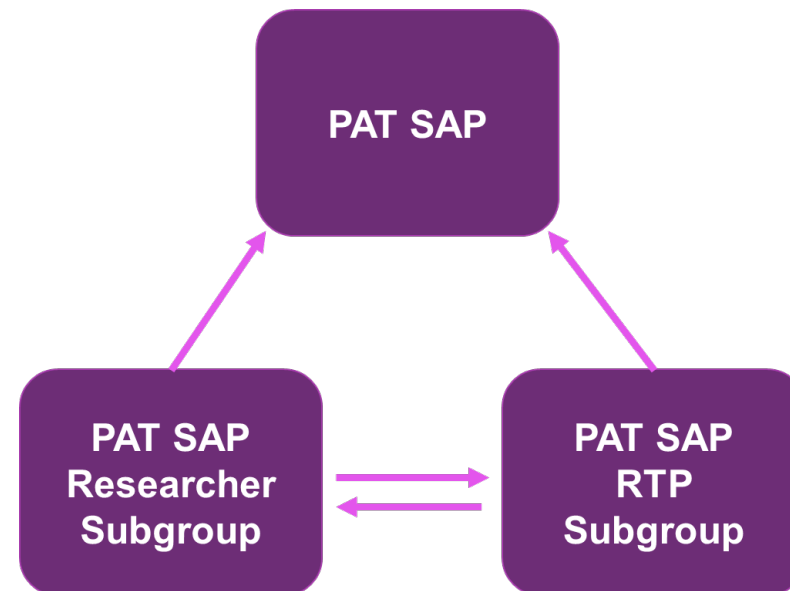 PAT SAP
PAT SAP
Researcher
Subgroup
PAT SAP
RTP
Subgroup